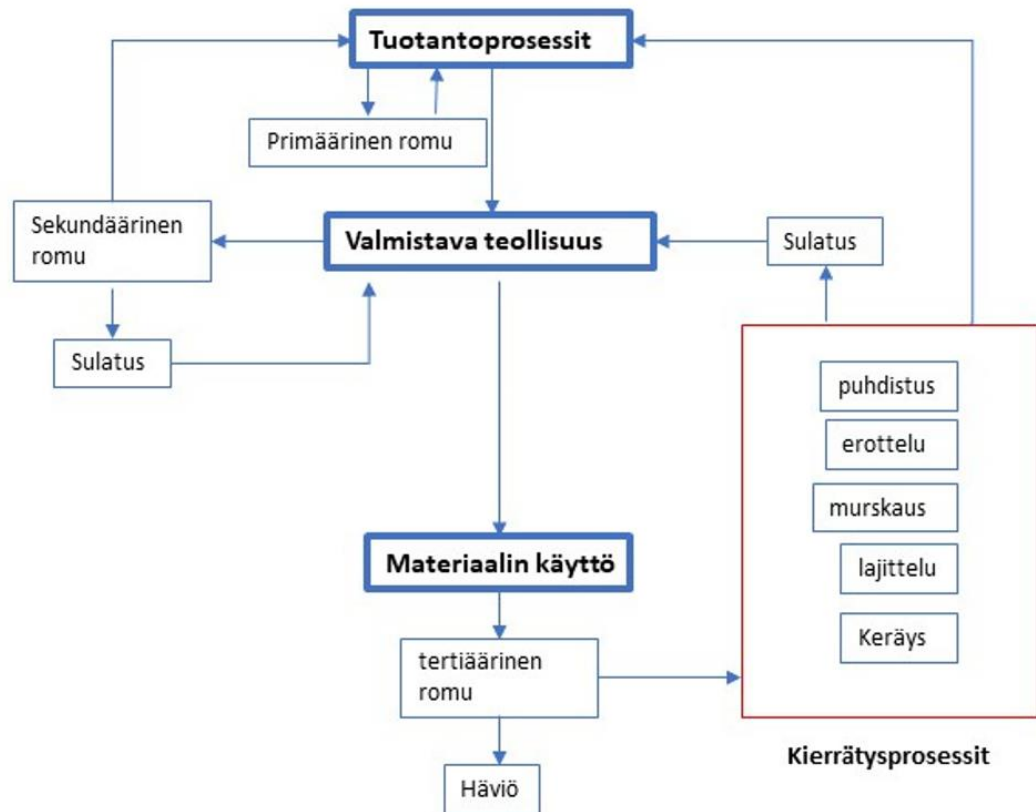 Tuotantoprosessit
Primäärinen romu
Sekundäärinen
romu
Valmistava teollisuus
Sulatus
Sulatus
puhdistus
erottelu
murskaus
lajittelu
Keräys
Materiaalin käyttö
tertiäärinen
romu
Häviö
Kierrätysprosessit